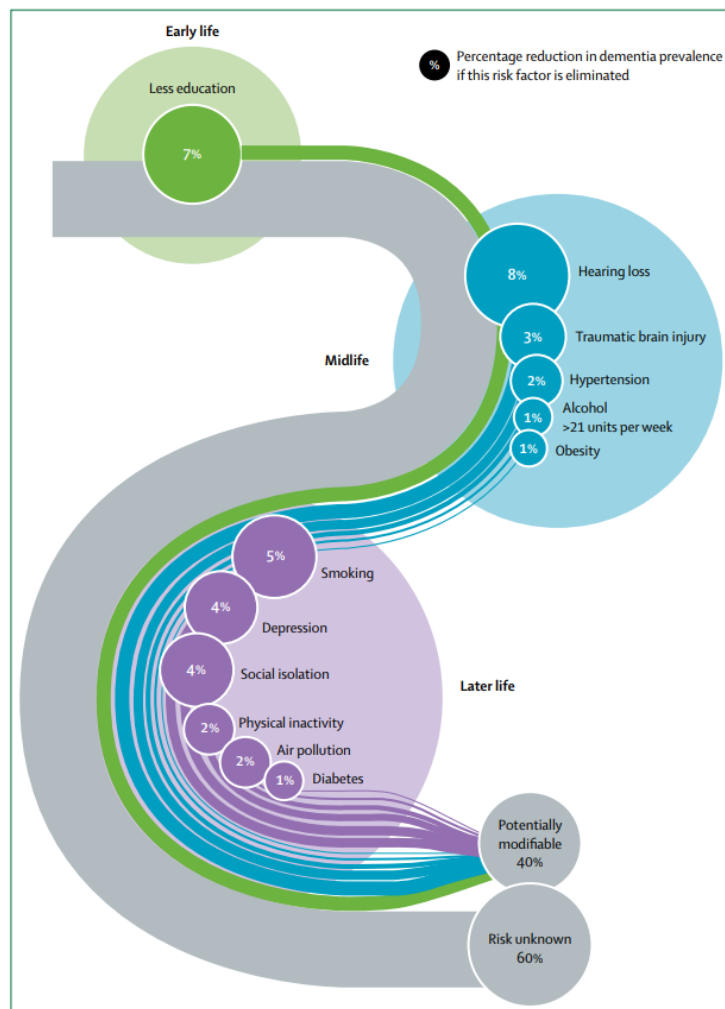 Early life
% Percentage reduction in dementia prevalence
if this risk factor is eliminated
Less education
7%
8% Hearing loss
3% Traumatic brain injury
Midlife
2% Hypertension
1% Alcohol
>21 units per week
1% Obesity
5% Smoking
4% Depression
4% Social isolation
Later life
2% Physical inactivity
2% Air pollution
1% Diabetes
Potentially
modifiable
40%
Risk unknown
60%